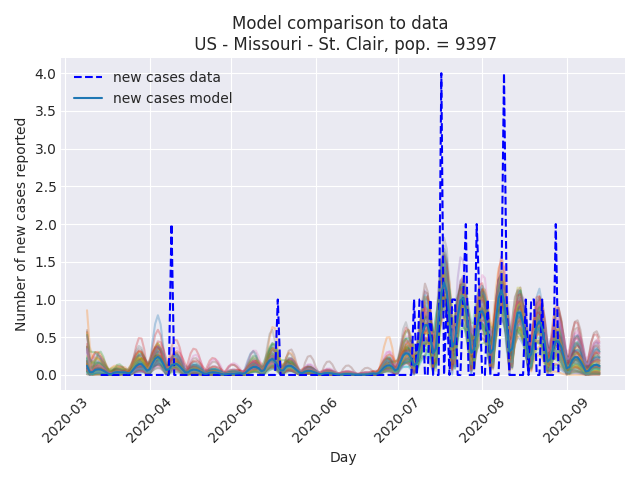 Model comparison to data
US - Missouri - St. Clair, pop. = 9397
new cases data
new cases model
Number of new cases reported
4.0
3.5
3.0
2.5
2.0
1.5
1.0
0.5
0.0
2020-03
2020-04
2020-05
2020-06
2020-07
2020-08
2020-09
Day